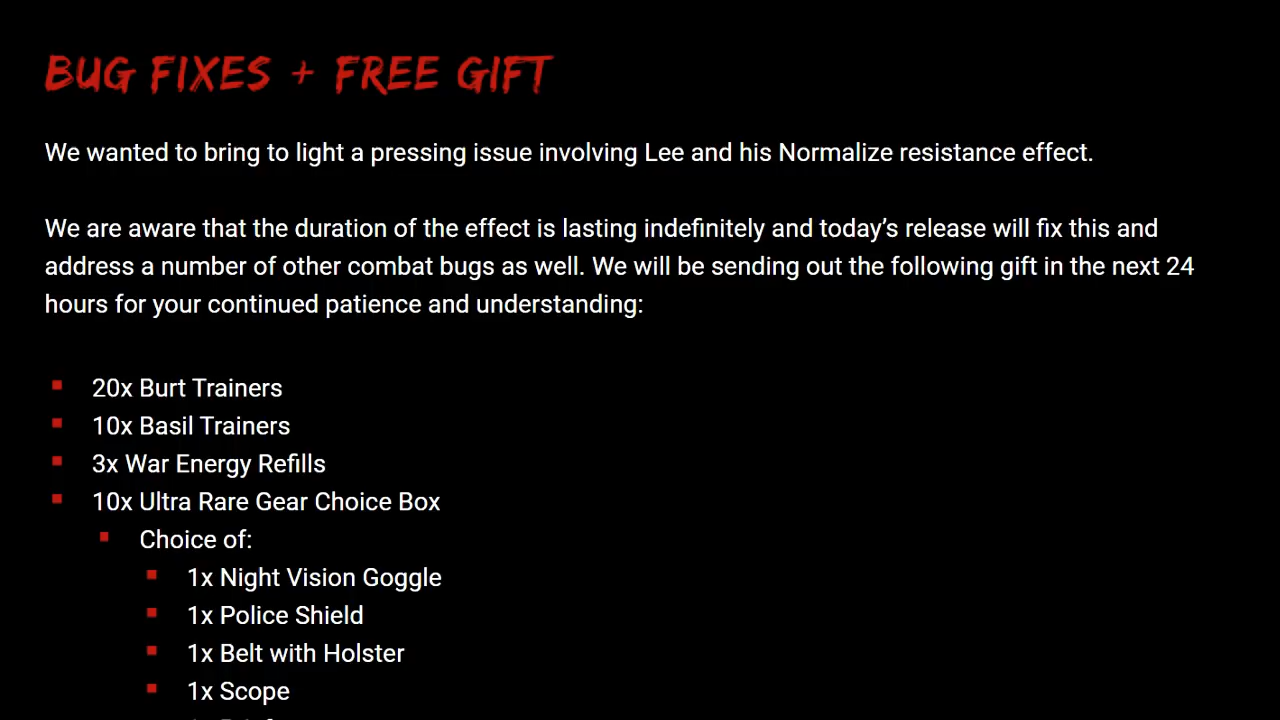 BUG FIXES + FREE GIFT
We wanted to bring to light a pressing issue involving Lee and his Normalize resistance effect.
We are aware that the duration of the effect is lasting indefinitely and today’s release will fix this and
address a number of other combat bugs as well. We will be sending out the following gift in the next 24
hours for your continued patience and understanding:
20x Burt Trainers
10x Basil Trainers
3x War Energy Refills
10x Ultra Rare Gear Choice Box
Choice of:
1x Night Vision Goggle
1x Police Shield
1x Belt with Holster
1x Scope